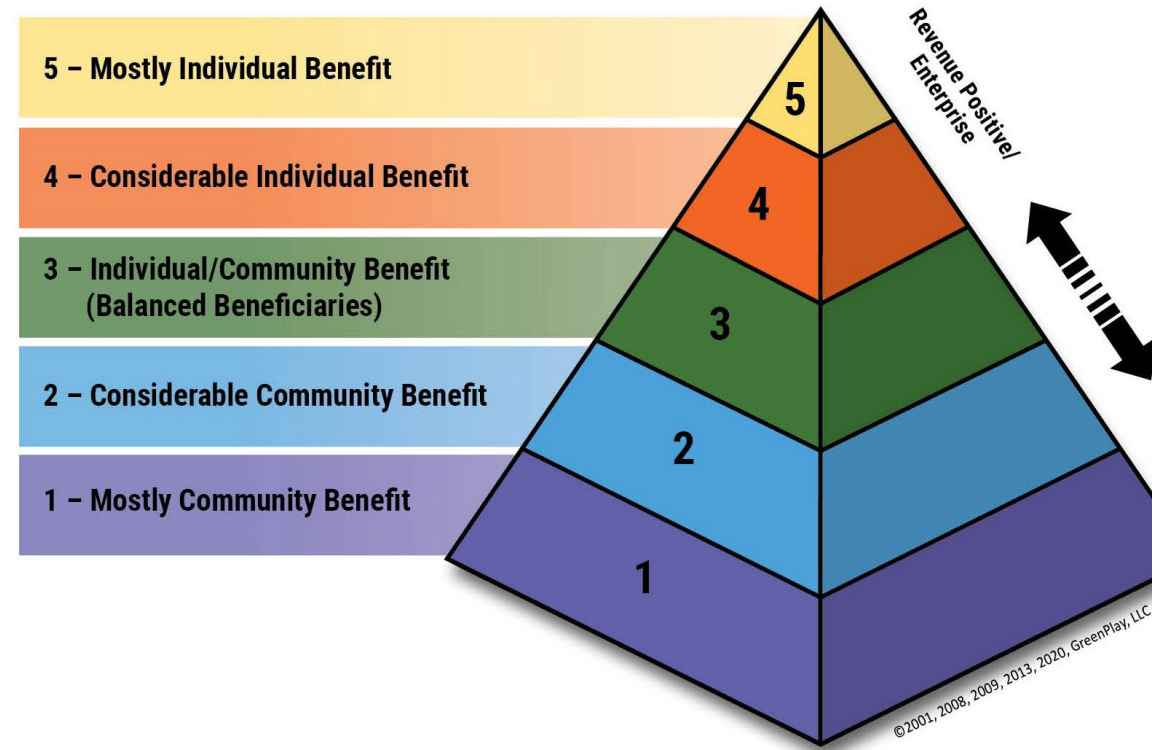 5 – Mostly Individual Benefit
4 – Considerable Individual Benefit
3 – Individual/Community Benefit
(Balanced Beneficiaries)
2 – Considerable Community Benefit
1 – Mostly Community Benefit
5
4
3
2
1
Revenue Positive/
Enterprise
©2001, 2008, 2009, 2013, 2020, GreenPlay, LLC